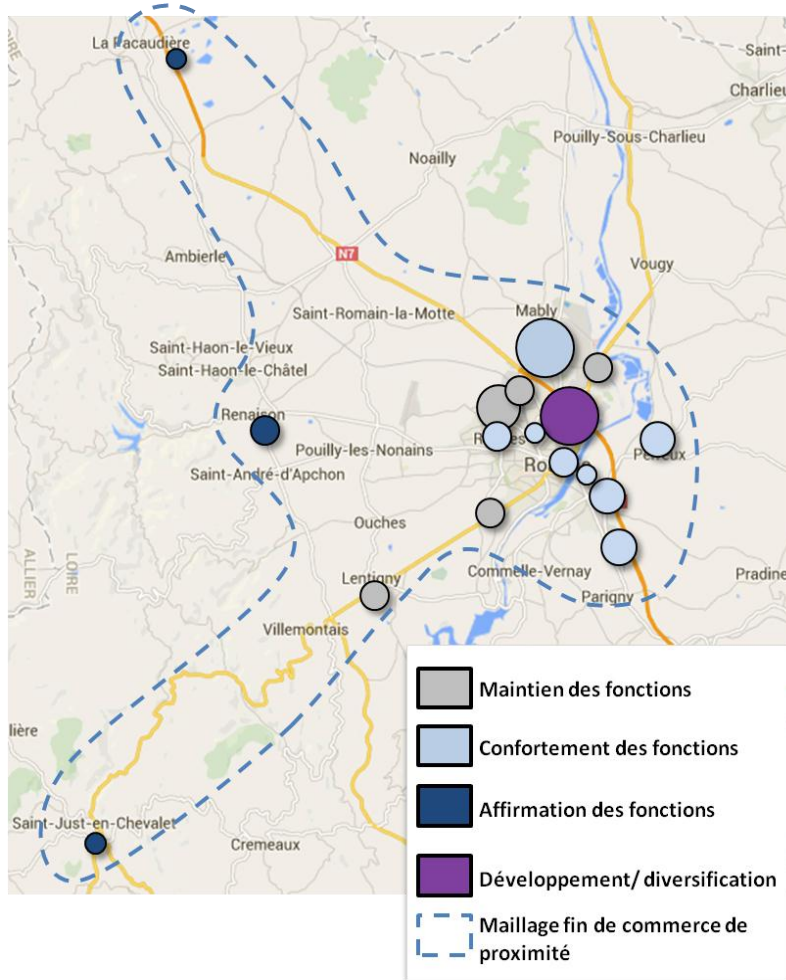 La Pacaudière
Saint-
Charlieu
Pouilly-Sous-Charlieu
Noailly
Ambierle
N7
Vougy
Saint-Romain-la-Motte
Mably
Saint-Haon-le-Vieux
Saint-Haon-le-Châtel
Renaison
Pouilly-les-Nonains
Saint-André-d'Apchon
Ouches
ALLIER
LOIRE
Lentigny
Commelle-Vernay
Pradine
Parigny
Villemontais
lière
Saint-Just-en-Chevalet
Cremeaux
Maintien des fonctions
Confortement des fonctions
Affirmation des fonctions
Développement/ diversification
Maillage fin de commerce de
proximité